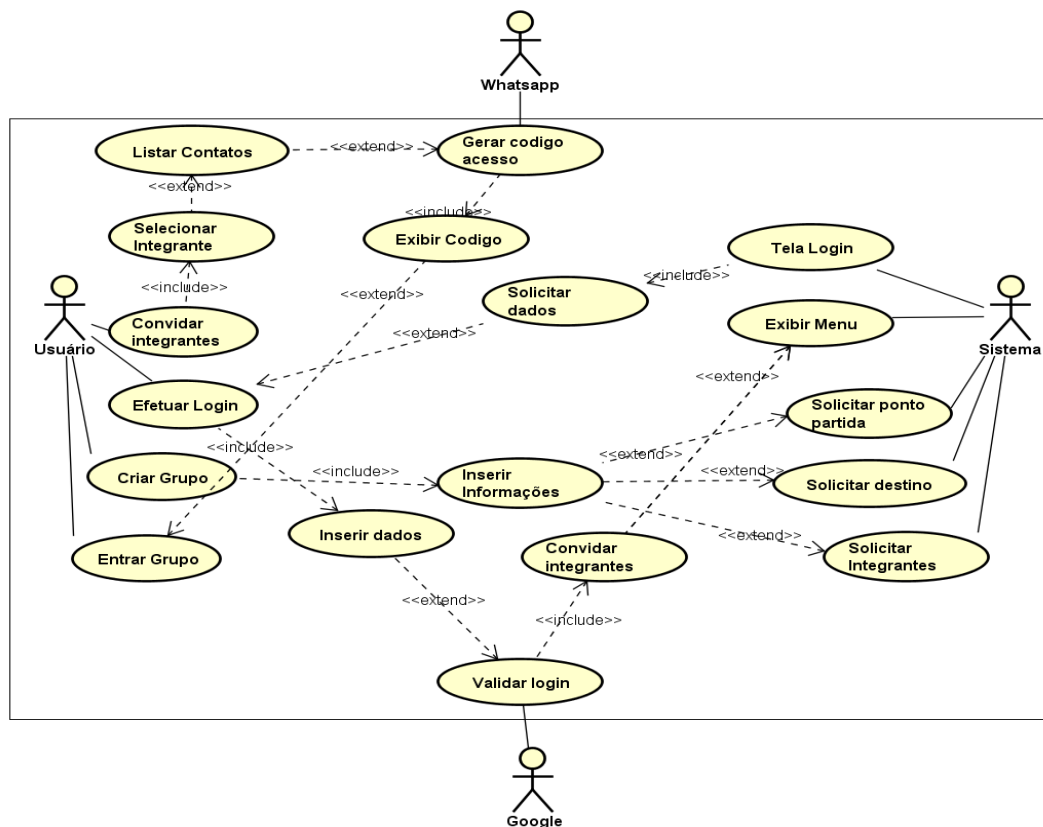 Whatsapp
Listar Contatos
<<extend>>
Gerar codigo
acesso
<<extend>>
<<include>>
Selecionar
Integrante
Exibir Codigo
Tela Login
<<include>>
<<include>>
<<extend>>
Solicitar
dados
Usuário
Convidar
integrantes
<<extend>>
Exibir Menu
Sistema
<<extend>>
Efetuar Login
Solicitar ponto
partida
<<include>>
<<extend>>
Criar Grupo
<<include>>
Inserir
Informações
<<extend>>
Solicitar destino
Entrar Grupo
Inserir dados
Convidar
integrantes
<<extend>>
Solicitar
Integrantes
<<extend>>
<<include>>
Validar login
Google